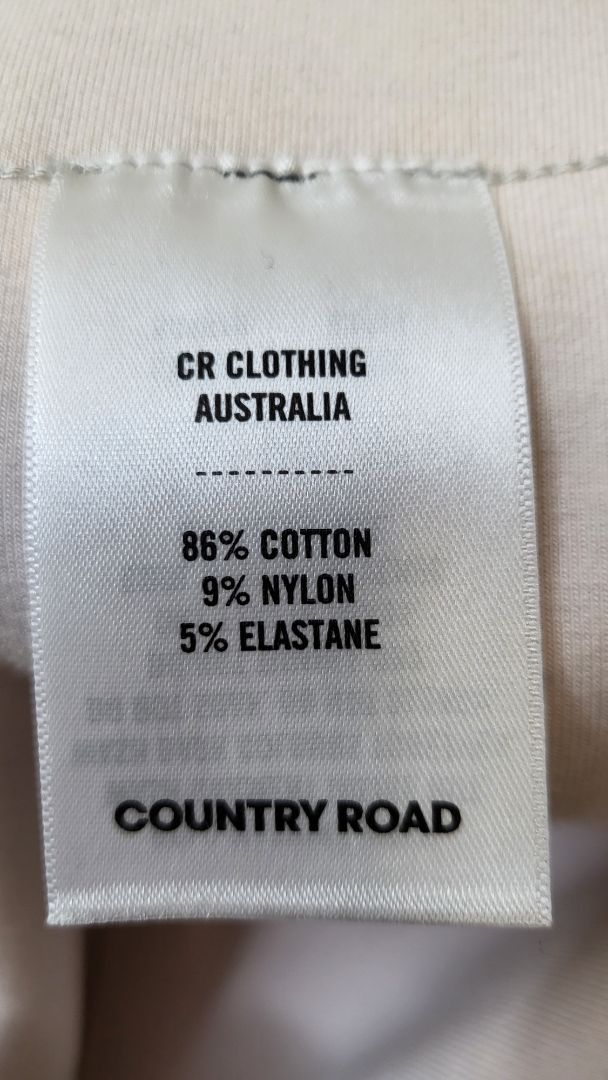 CR CLOTHING
AUSTRALIA
----------
86% COTTON
9% NYLON
5% ELASTANE
COUNTRY ROAD